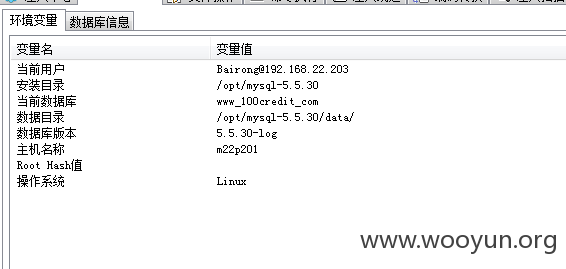 环境变量 数据库信息
变量名 变量值
当前用户 Bairong@192.168.22.203
安装目录 /opt/mysql-5.5.30
当前数据库 www_100credit_com
数据目录 /opt/mysql-5.5.30/data/
数据库版本 5.5.30-log
主机名称 m22p201
Root Hash值
操作系统 Linux
www.wooyun.org